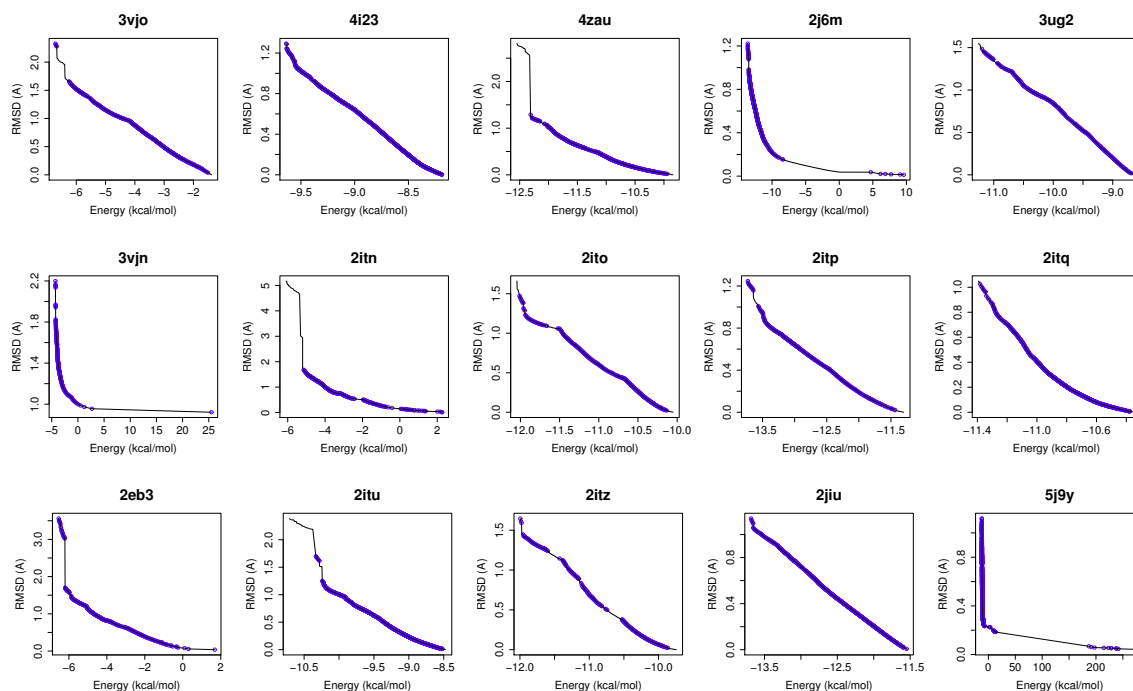 3vjo 4i23 4zau 2j6m 3ug2
RMSD (A) 0.0 0.5 1.0 1.5 2.0
−6 −5 −4 −3 −2
Energy (kcal/mol)
RMSD (A) 0.0 0.4 0.8 1.2
−9.5 −9.0 −8.5
Energy (kcal/mol)
RMSD (A) 0.0 1.0 2.0
−12.5 −11.5 −10.5
Energy (kcal/mol)
RMSD (A) 0.0 0.4 0.8 1.2
−10 −5 0 5 10
Energy (kcal/mol)
RMSD (A) 0.0 0.5 1.0 1.5
−11.0 −10.0 −9.0
Energy (kcal/mol)
3vjn 2itn 2ito 2itp 2itq
RMSD (A) 1.0 1.4 1.8 2.2
−5 0 5 10 15 20 25
Energy (kcal/mol)
RMSD (A) 0 1 2 3 4 5
−6 −4 −2 0 2
Energy (kcal/mol)
RMSD (A) 0.0 0.5 1.0 1.5
−12.0 −11.5 −11.0 −10.5 −10.0
Energy (kcal/mol)
RMSD (A) 0.0 0.4 0.8 1.2
−13.5 −12.5 −11.5
Energy (kcal/mol)
RMSD (A) 0.0 0.2 0.4 0.6 0.8 1.0
−11.4 −11.0 −10.6
Energy (kcal/mol)
2eb3 2itu 2itz 2jiu 5j9y
RMSD (A) 0.0 1.0 2.0 3.0
−6 −4 −2 0 2
Energy (kcal/mol)
RMSD (A) 0.0 0.5 1.0 1.5 2.0
−10.5 −9.5 −9.0 −8.5
Energy (kcal/mol)
RMSD (A) 0.0 0.5 1.0 1.5
−12.0 −11.0 −10.0
Energy (kcal/mol)
RMSD (A) 0.0 0.4 0.8
−13.5 −12.5 −11.5
Energy (kcal/mol)
RMSD (A) 0.0 0.4 0.8
0 50 100 200
Energy (kcal/mol)